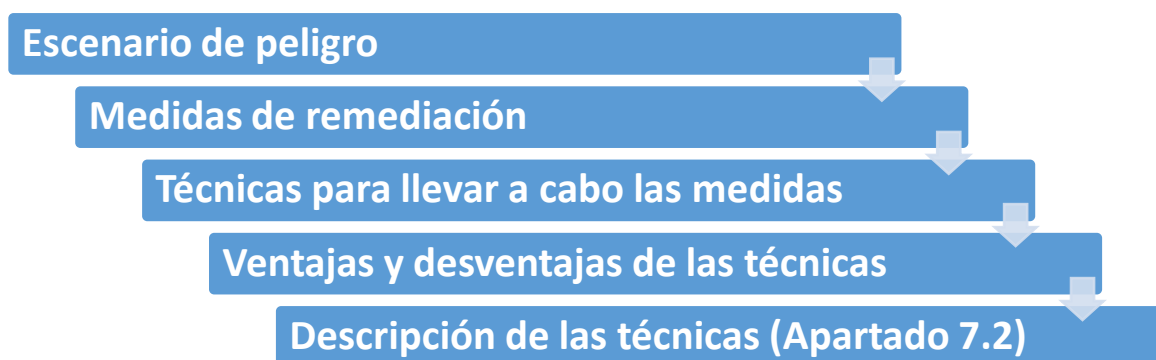 Escenario de peligro
Medidas de remediación
Técnicas para llevar a cabo las medidas
Ventajas y desventajas de las técnicas
Descripción de las técnicas (Apartado 7.2)